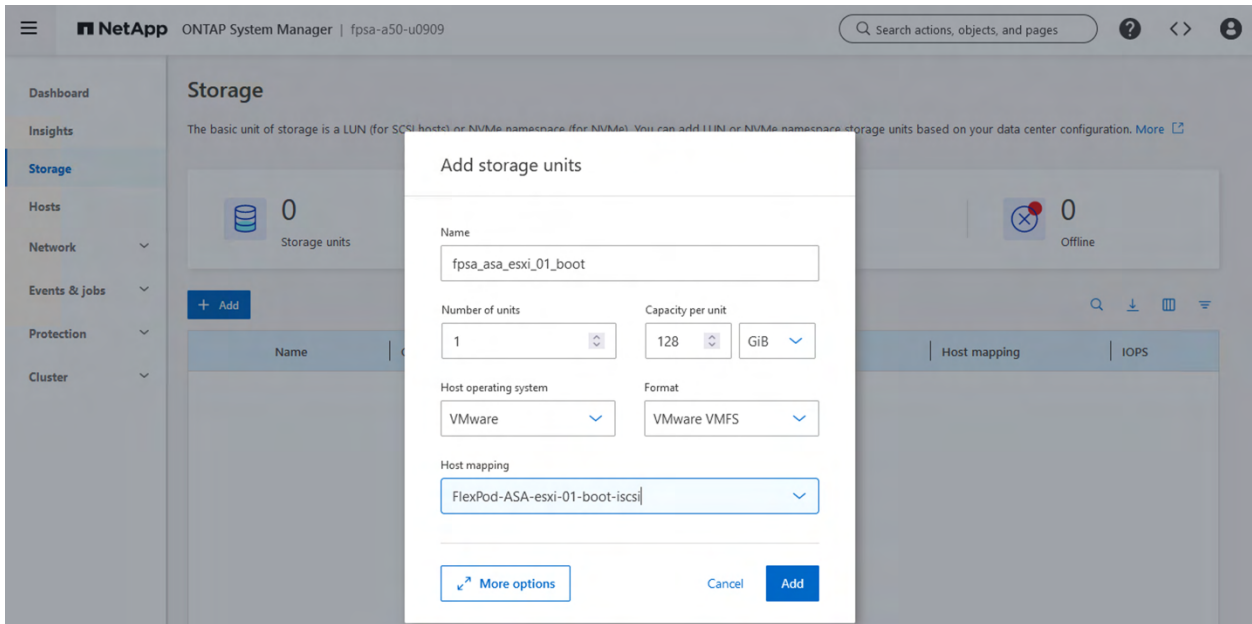 NetApp ONTAP System Manager | fpsa-a50-u0909 Search actions, objects, and pages
Dashboard
Insights
Storage
Hosts
Network
Events & jobs
Protection
Cluster
Storage
The basic unit of storage is a LUN (for SCSI hosts) or NVMe namespace (for NVMe). You can add LUN or NVMe namespace storage units based on your data center configuration. More
0
Storage units
0
Offline
+ Add
Name
Host mapping
IOPS
Add storage units
Name
fpsa_asa_esxi_01_boot
Number of units Capacity per unit
1 128 GiB
Host operating system Format
VMware VMware VMFS
Host mapping
FlexPod-ASA-esxi-01-boot-iscsi
More options Cancel Add